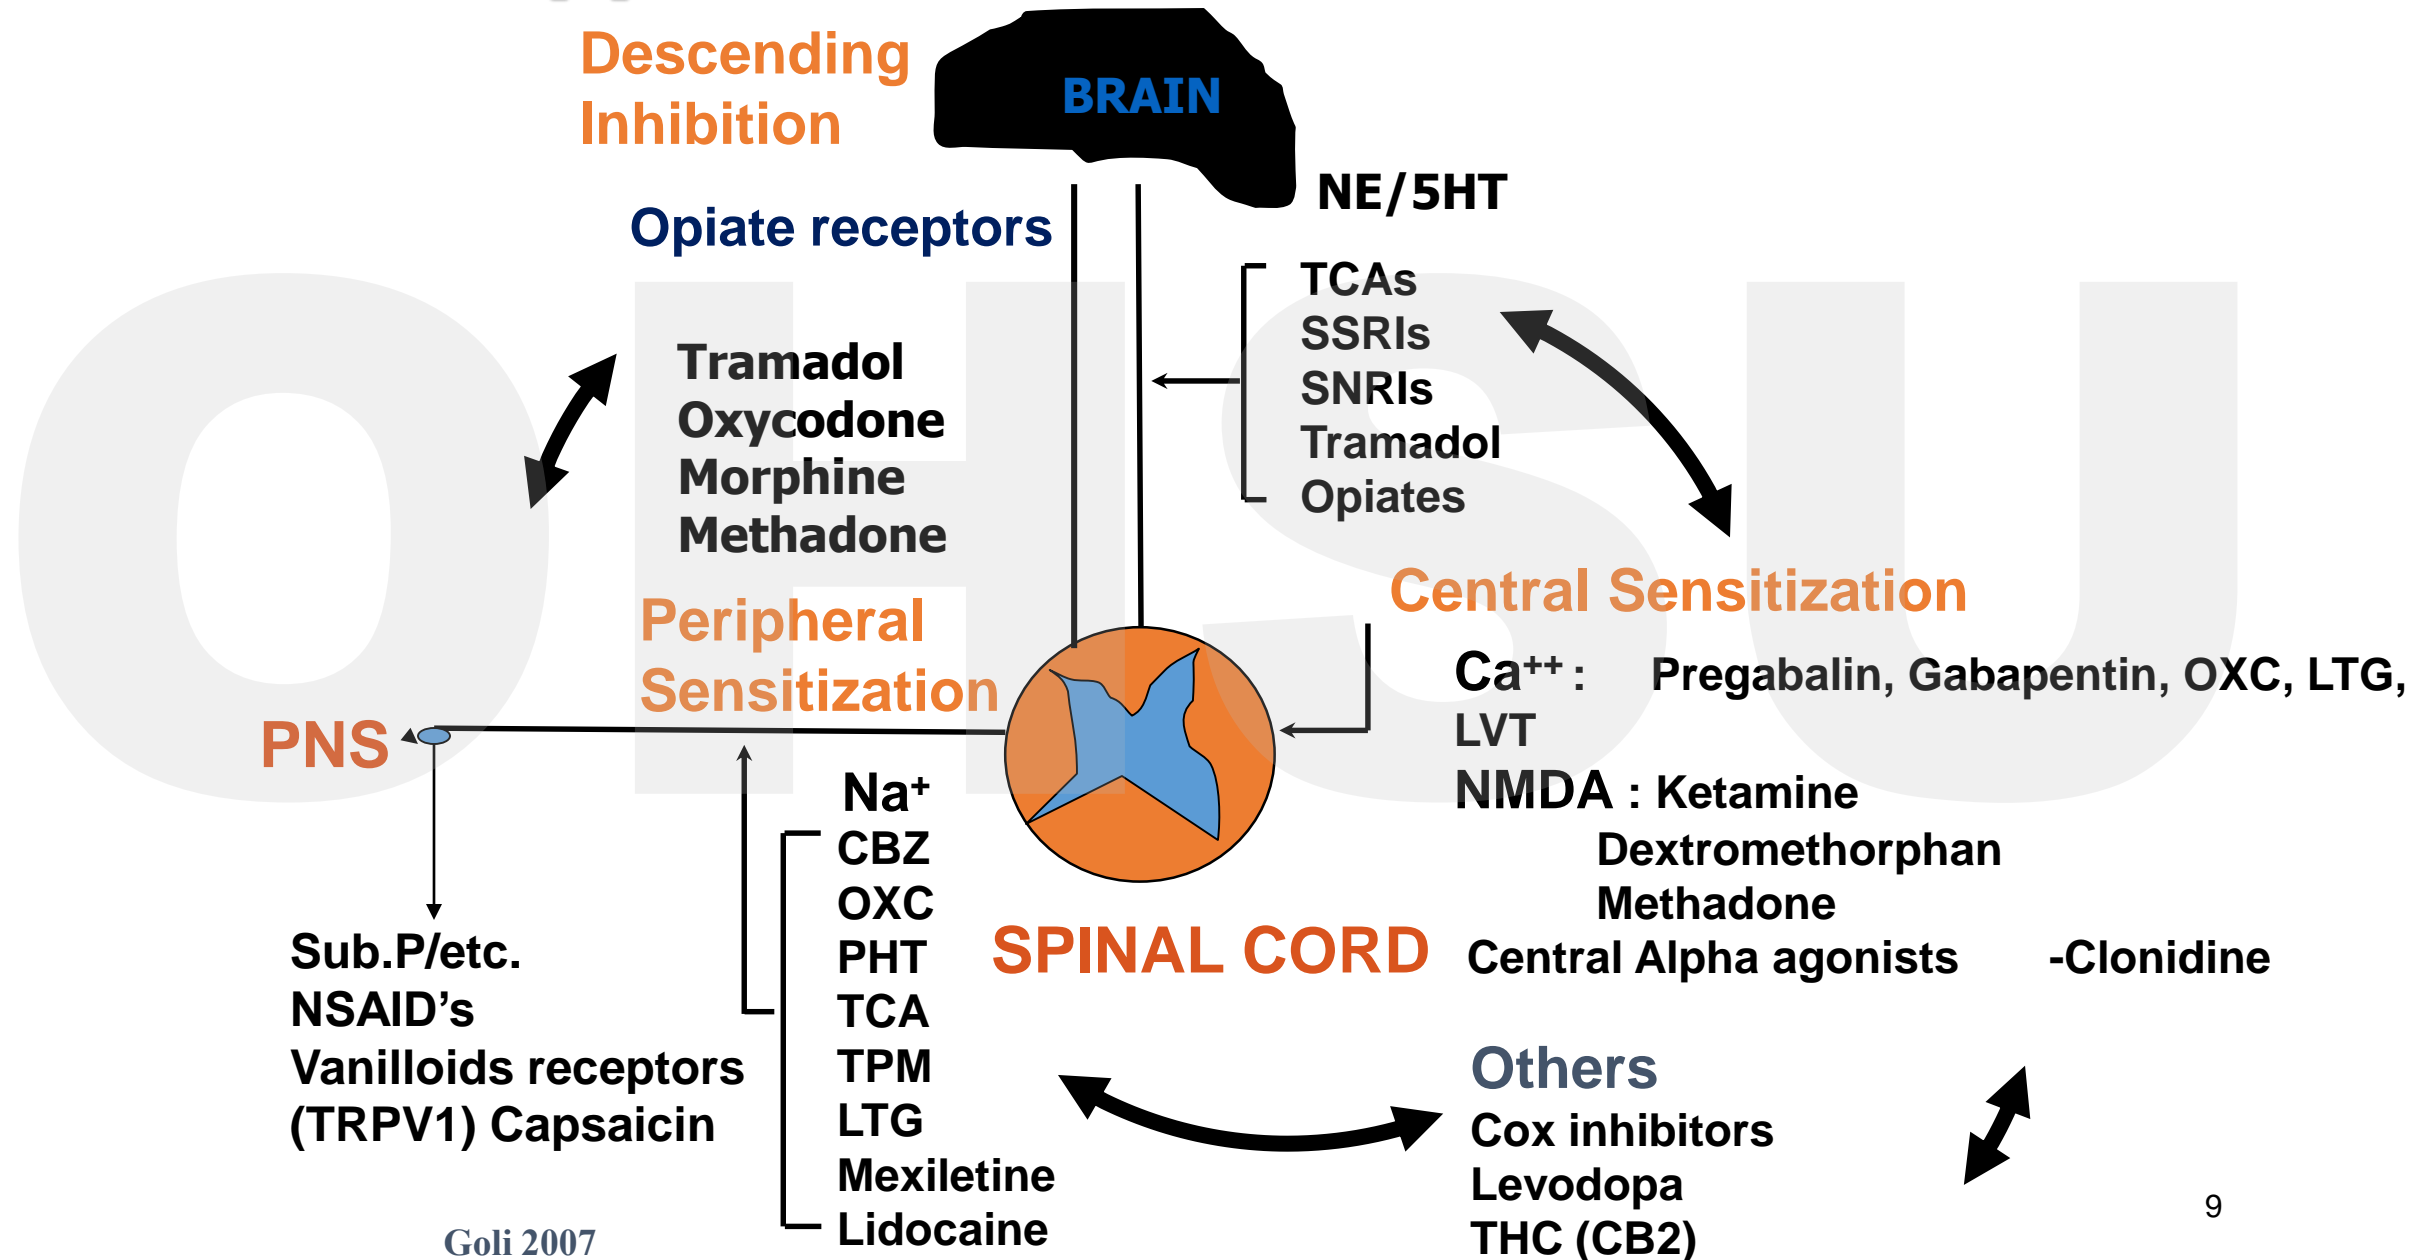 Descending
Inhibition
BRAIN
NE/5HT
Opiate receptors
TCAs
SSRIs
SNRIs
Tramadol
Opiates
Tramadol
Oxycodone
Morphine
Methadone
Peripheral
Sensitization
PNS
Central Sensitization
Ca++ : Pregabalin, Gabapentin, OXC, LTG,
LVT
NMDA : Ketamine
Dextromethorphan
Methadone
Central Alpha agonists -Clonidine
SPINAL CORD
Na+
CBZ
OXC
PHT
TCA
TPM
LTG
Mexiletine
Lidocaine
Sub.P/etc.
NSAID’s
Vanilloids receptors
(TRPV1) Capsaicin
Others
Cox inhibitors
Levodopa
THC (CB2)
Goli 2007
9
OHSU